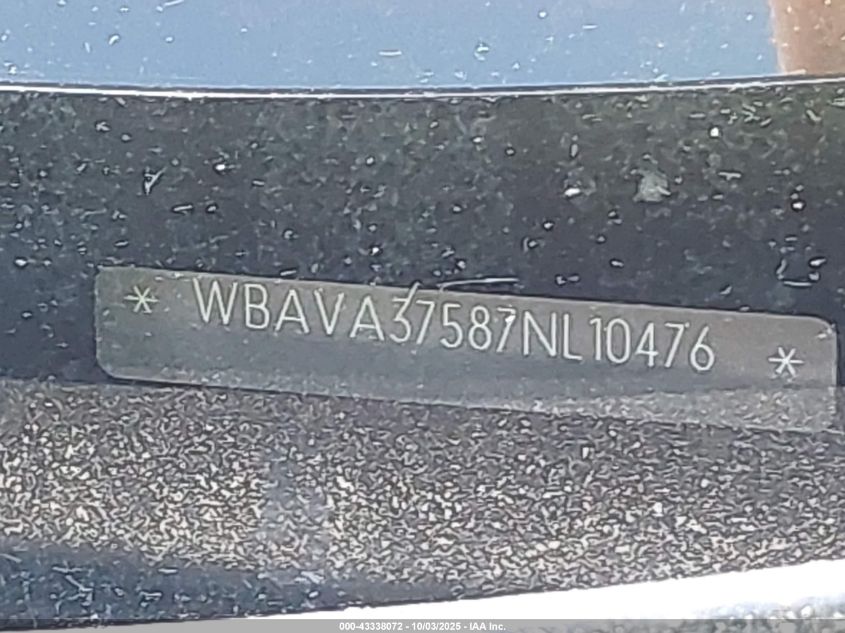 * WBAVA37587NL10476 *
000-43338072 - 10/03/2025 - IAA Inc.